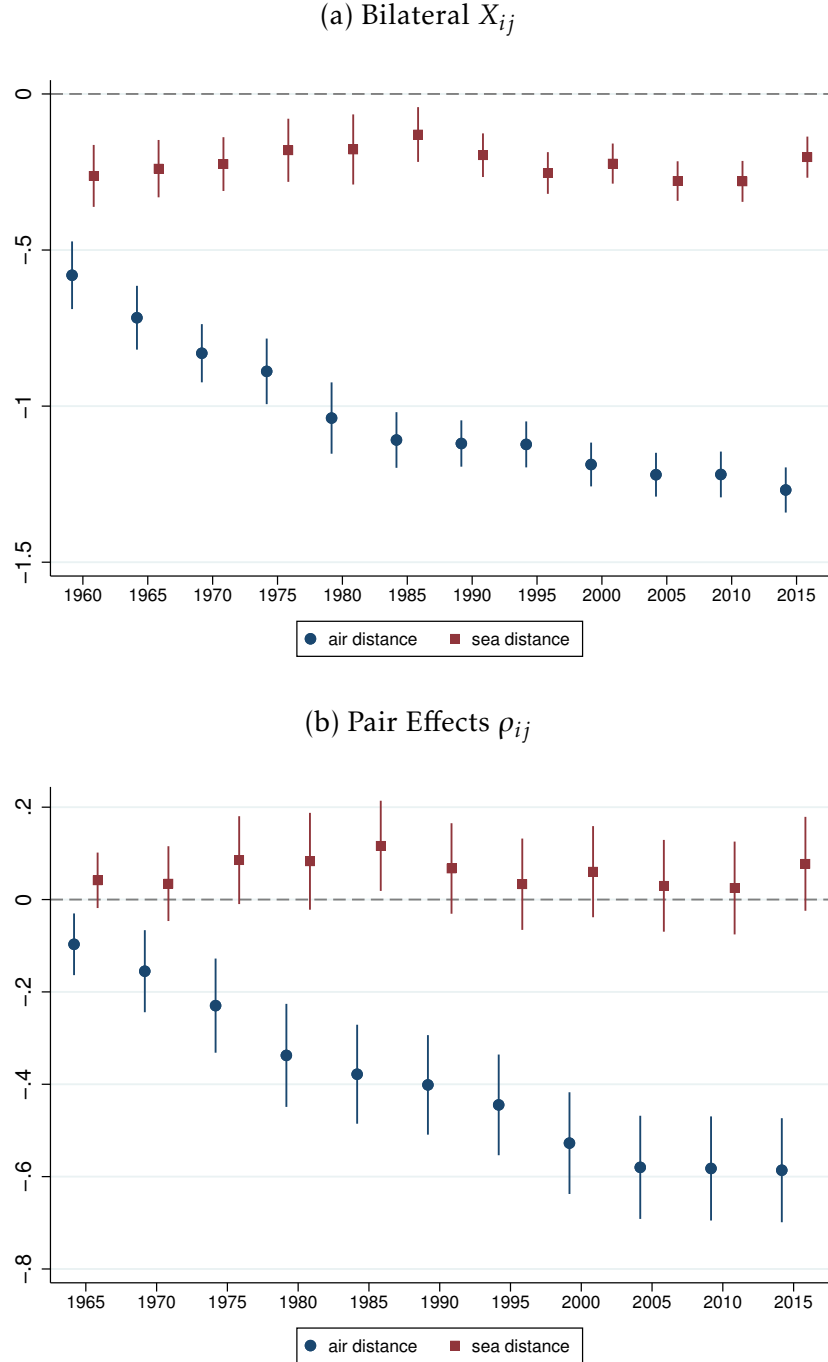 (a) Bilateral Xij
0
-.5
-1
-1.5
1960 1965 1970 1975 1980 1985 1990 1995 2000 2005 2010 2015
air distance sea distance
(b) Pair Effects ρij
.2
0
-.2
-.4
-.6
-.8
1965 1970 1975 1980 1985 1990 1995 2000 2005 2010 2015
air distance sea distance